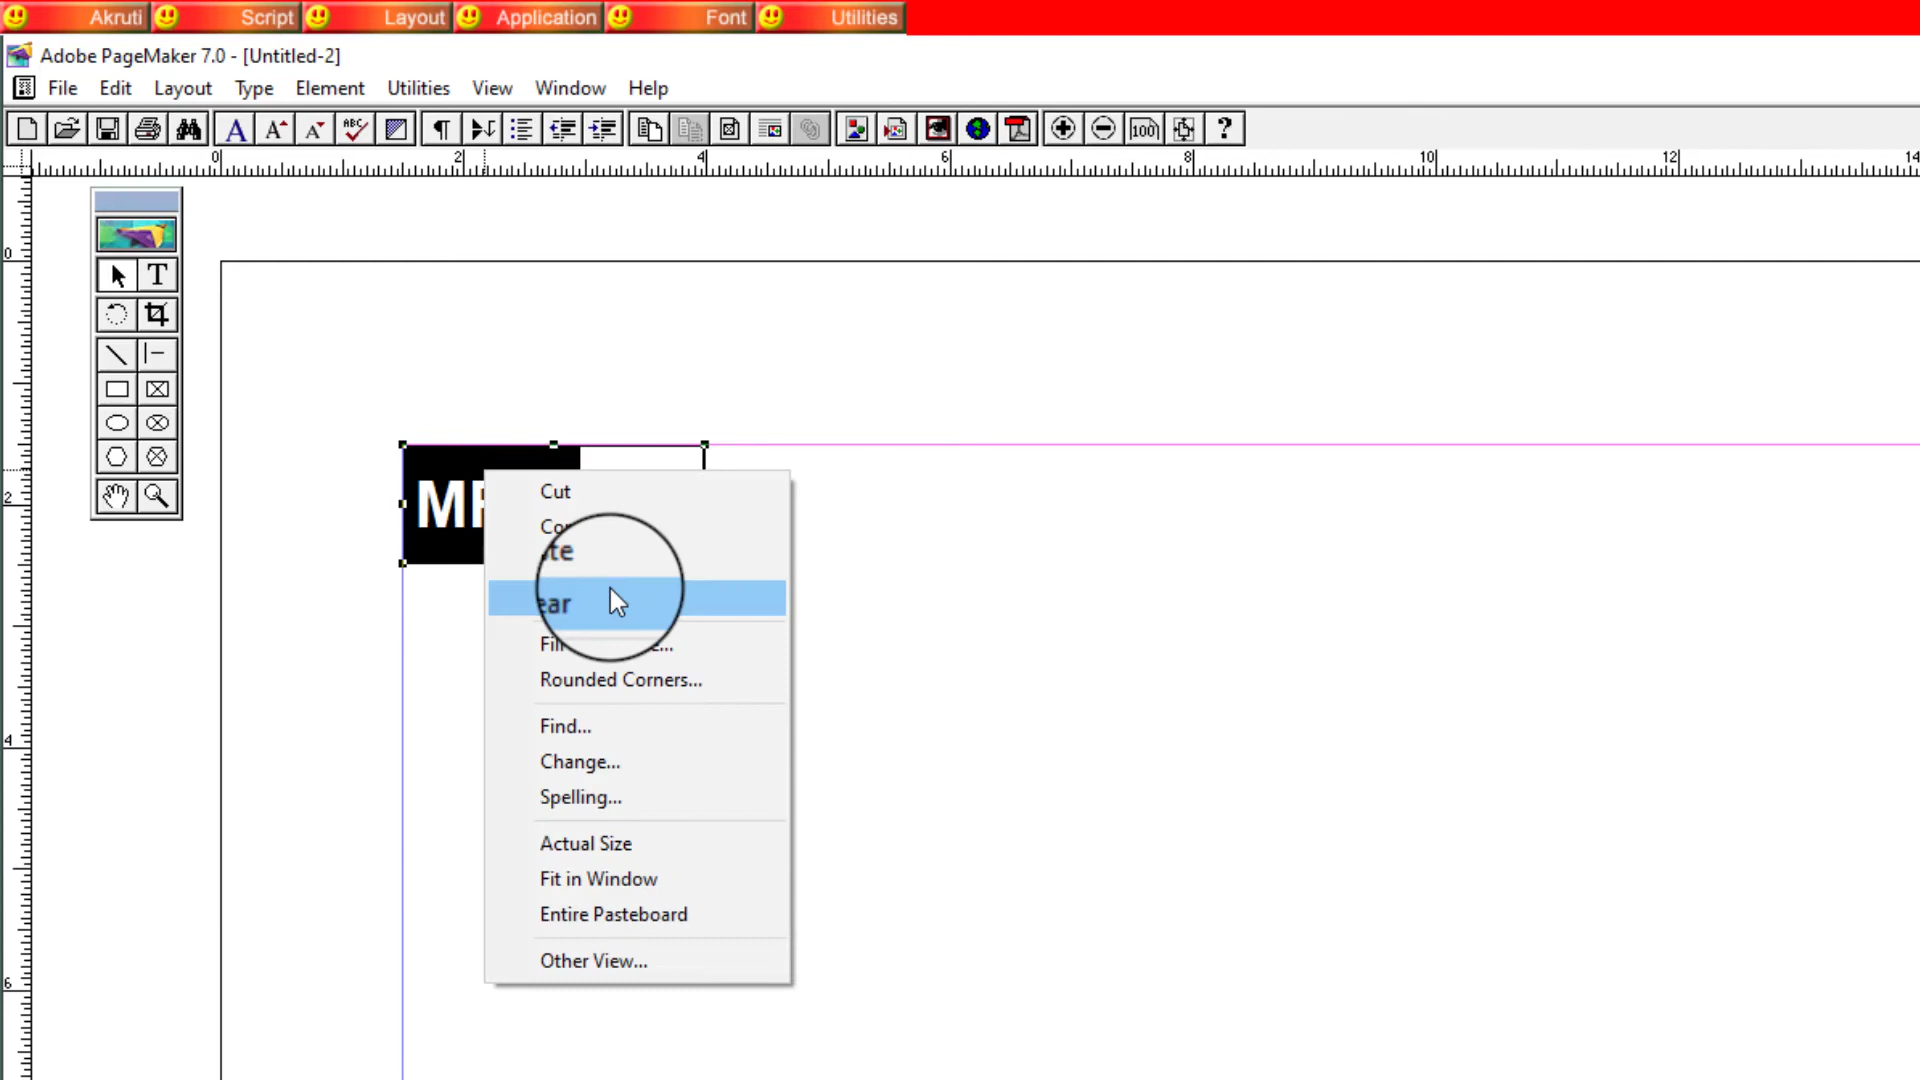 Akruti Script Layout Application Font Utilities
Adobe PageMaker 7.0 - [Untitled-2]
File Edit Layout Type Element Utilities View Window Help
A A A ABC 100 ?
0 2 4 6 8 10 12 14
T
0
2
4
6
Cut
Rounded Corners...
Find...
Change...
Spelling...
Actual Size
Fit in Window
Entire Pasteboard
Other View...